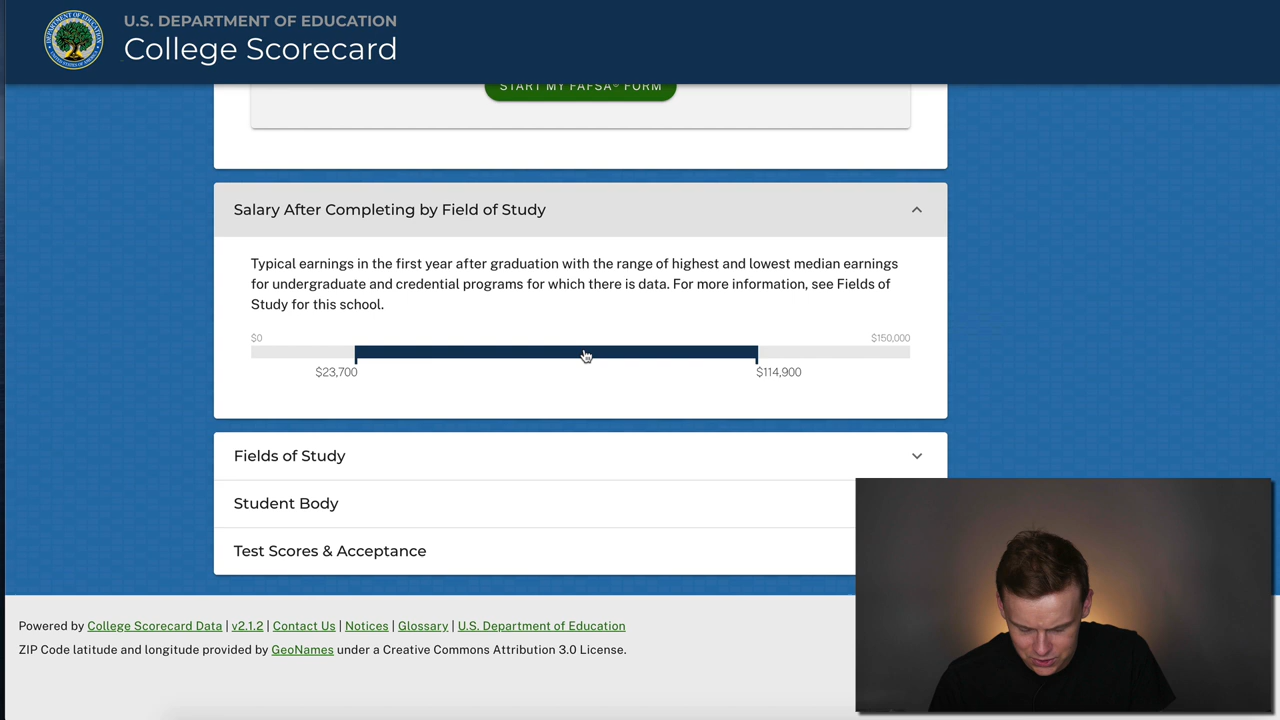 U.S. DEPARTMENT OF EDUCATION
College Scorecard
START MY FAFSA® FORM
Salary After Completing by Field of Study
Typical earnings in the first year after graduation with the range of highest and lowest median earnings
for undergraduate and credential programs for which there is data. For more information, see Fields of
Study for this school.
$0 $150,000
$23,700 $114,900
Fields of Study
Student Body
Test Scores & Acceptance
Powered by College Scorecard Data | v2.1.2 | Contact Us | Notices | Glossary | U.S. Department of Education
ZIP Code latitude and longitude provided by GeoNames under a Creative Commons Attribution 3.0 License.